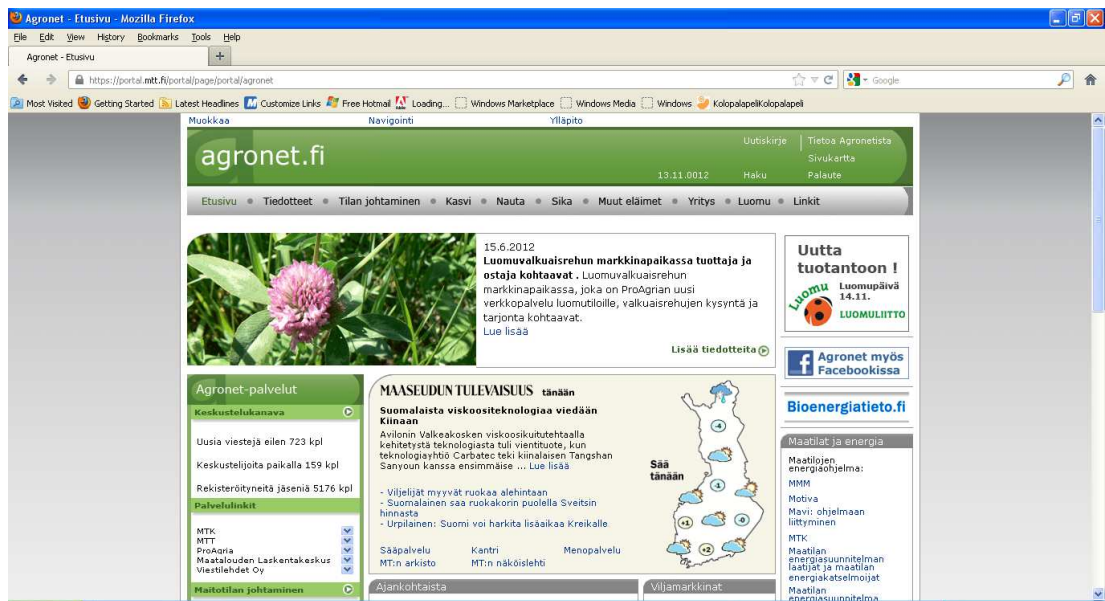 Agronet - Etusivu - Mozilla Firefox
File Edit View History Bookmarks Tools Help
Agronet - Etusivu
https://portal.mtt.fi/portal/page/portal/agronet
Google
Most Visited Getting Started Latest Headlines Customize Links Free Hotmail Loading... Windows Marketplace Windows Media Windows KolopalapeliKolopalapeli
Muokkaa Navigointi Ylläpito
agronet.fi
Uutiskirje Tietoa Agronetista
Sivukartta
13.11.0012 Haku Palaute
Etusivu Tiedotteet Tilan johtaminen Kasvi Nauta Sika Muut eläimet Yritys Luomu Linkit
15.6.2012
Luomuvalkuaisrehun markkinapaikassa tuottaja ja
ostaja kohtaavat . Luomuvalkuaisrehun
markkinapaikassa, joka on ProAgrian uusi
verkkopalvelu luomutiloille, valkuaisrehujen kysyntä ja
tarjonta kohtaavat.
Lue lisää
Lisää tiedotteita
Uutta
tuotantoon !
Luomu
Luomupäivä
14.11.
LUOMULIITTO
Agronet myös
Facebookissa
Bioenergiatieto.fi
Agronet-palvelut
Keskustelukanava
Uusia viestejä eilen 723 kpl
Keskustelijoita paikalla 159 kpl
Rekisteröityneitä jäseniä 5176 kpl
Palvelulinkit
MTK
MTT
ProAgria
Maatalouden Laskentakeskus
Viestilehdet Oy
Maitotilan johtaminen
MAASEUDUN TULEVAISUUS tänään
Suomalaista viskoositeknologiaa viedään
Kiinaan
Avilonin Valkeakosken viskoosikuitutehtaalla
kehitetystä teknologiasta tuli vientituote, kun
teknologiayhtiö Carbatec teki kiinalaisen Tangshan
Sanyoun kanssa ensimmäise ... Lue lisää
- Viljelijät myyvät ruokaa alehintaan
- Suomalainen saa ruokakorin puolella Sveitsin
hinnasta
- Urpilainen: Suomi voi harkita lisäaikaa Kreikalle
Sääpalvelu Kantri Menopalvelu
MT:n arkisto MT:n näköislehti
Sää
tänään
-4
-1
+1 -0
+2
Maatilat ja energia
Maatilojen
energiaohjelma:
MMM
Motiva
Mavi: ohjelmaan
liittyminen
MTK
Maatilan
energiasuunnitelman
laatijat ja maatilan
energiakatselmoijat
Maatilan
energiasuunnitelma
Ajankohtaista
Viljamarkkinat